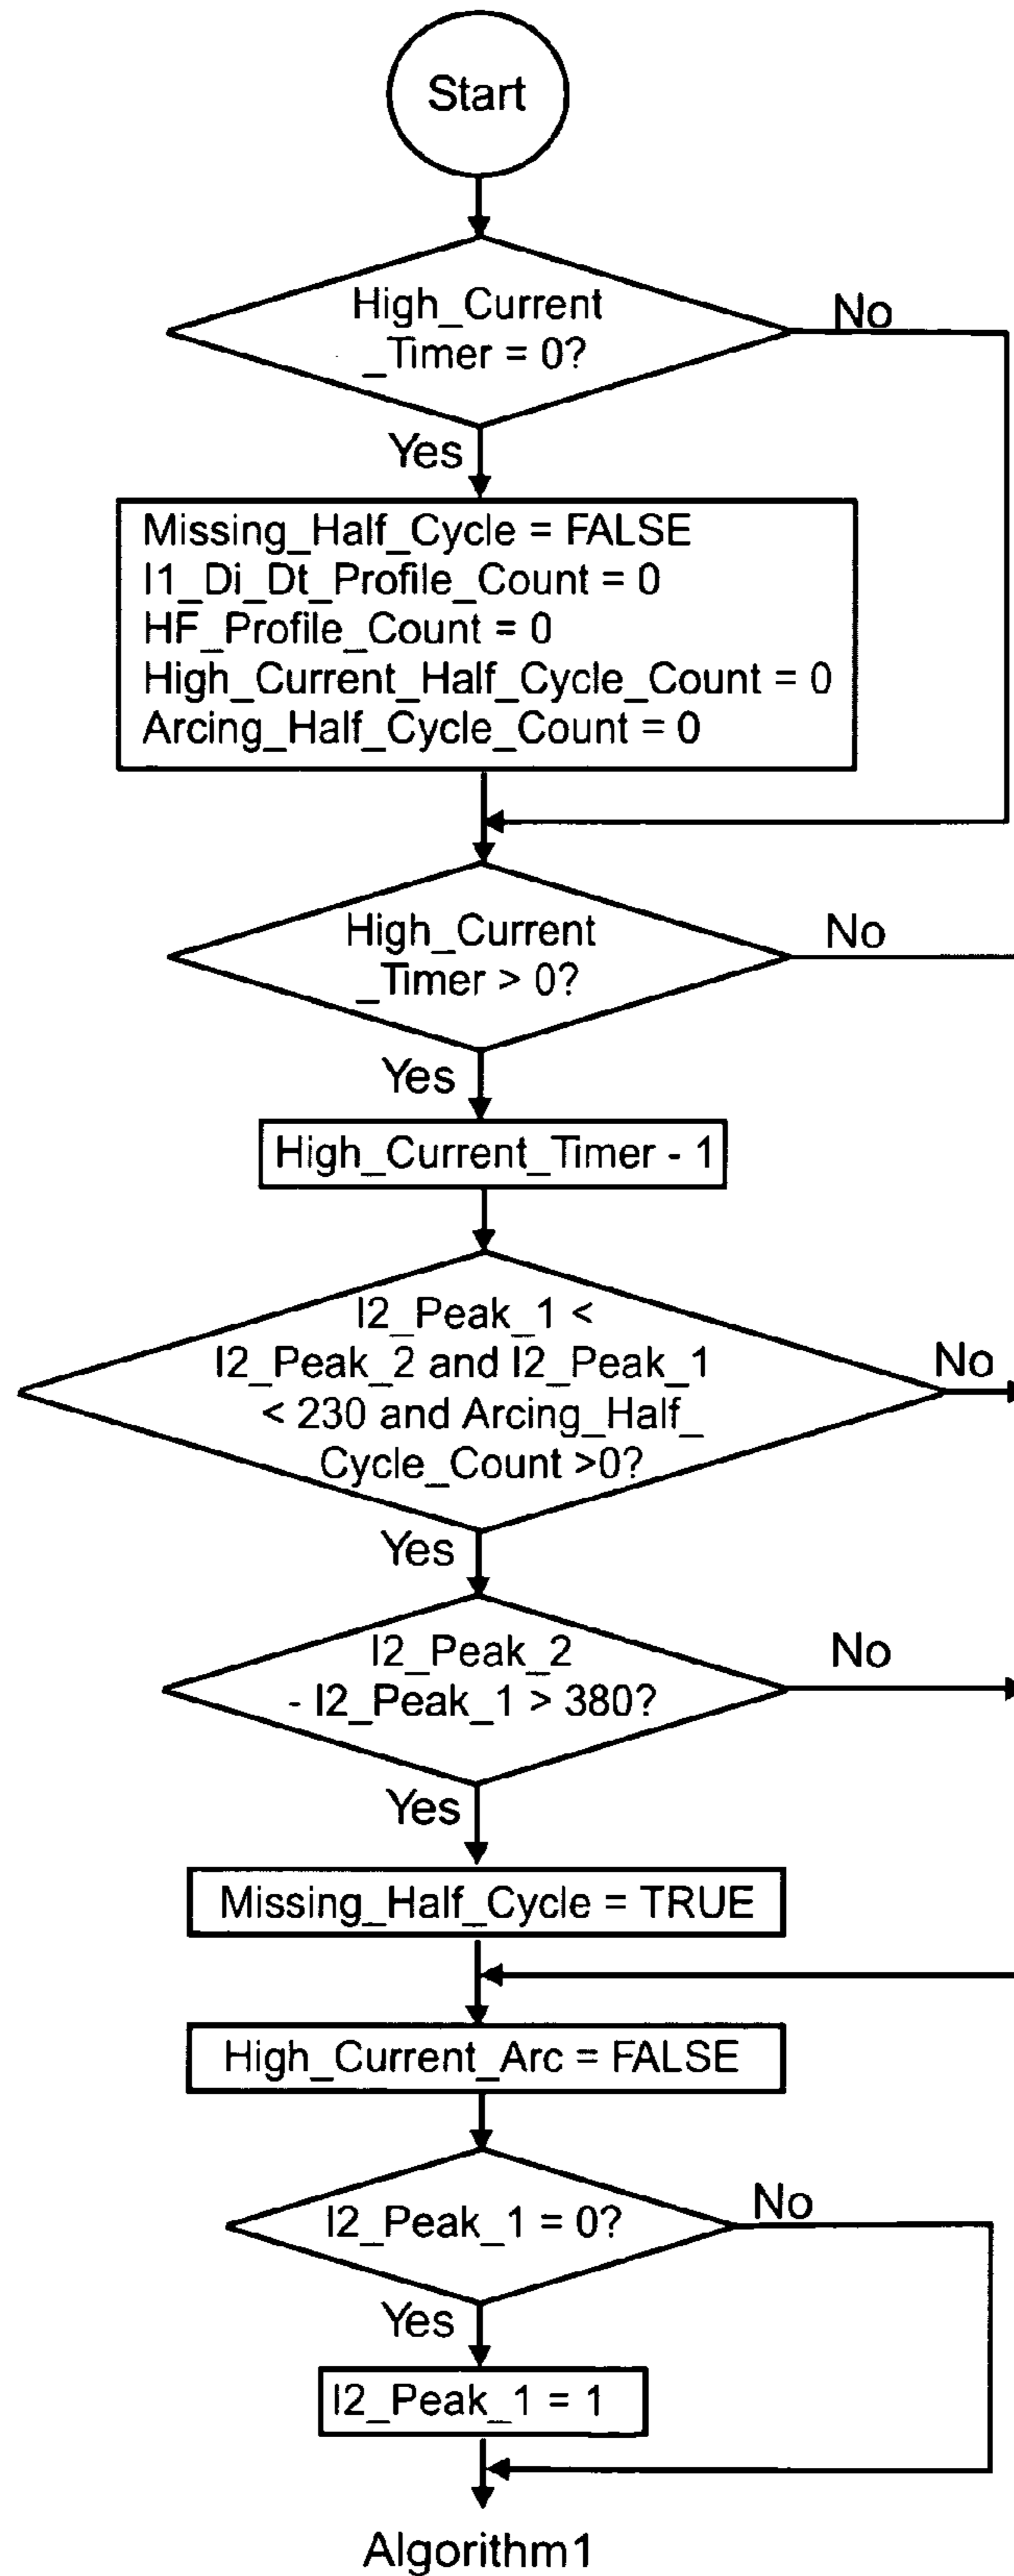 Start
High_Current
_Timer = 0?
No
Yes
Missing_Half_Cycle = FALSE
I1_Di_Dt_Profile_Count = 0
HF_Profile_Count = 0
High_Current_Half_Cycle_Count = 0
Arcing_Half_Cycle_Count = 0
High_Current
_Timer > 0?
No
Yes
High_Current_Timer - 1
I2_Peak_1 <
I2_Peak_2 and I2_Peak_1
< 230 and Arcing_Half_
Cycle_Count >0?
No
Yes
I2_Peak_2
- I2_Peak_1 > 380?
No
Yes
Missing_Half_Cycle = TRUE
High_Current_Arc = FALSE
I2_Peak_1 = 0?
No
Yes
I2_Peak_1 = 1
Algorithm1